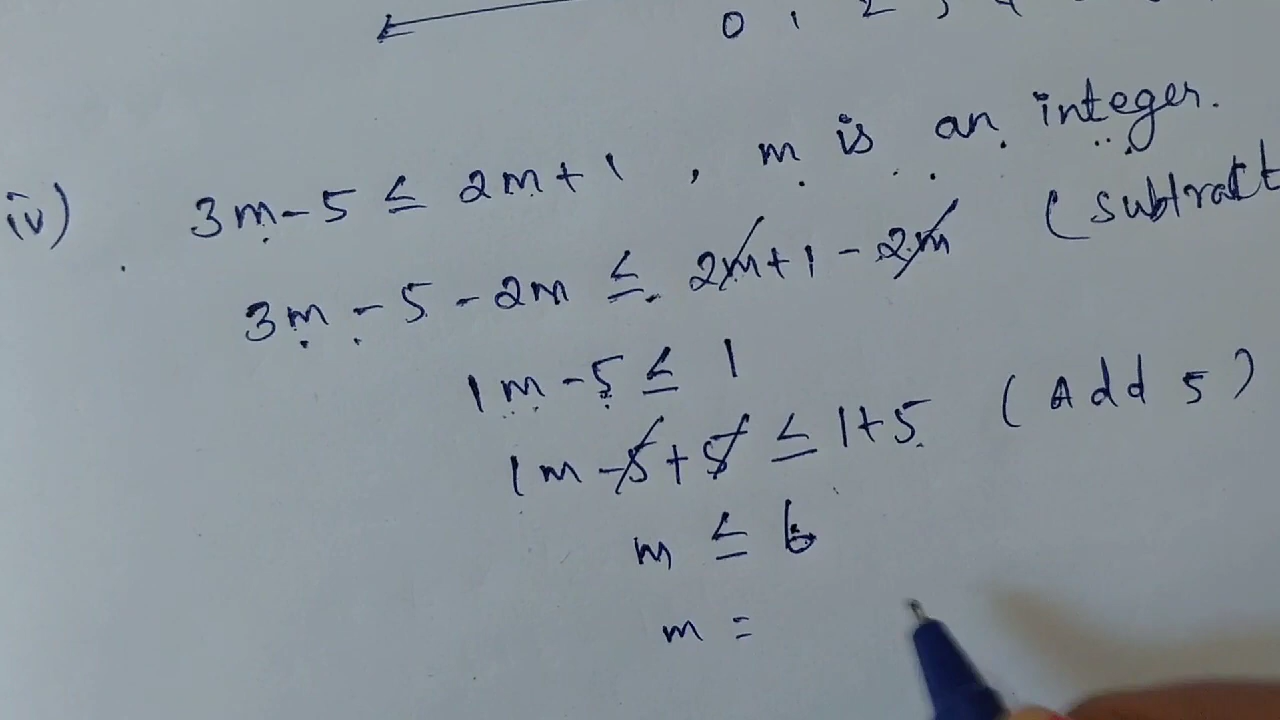 0 1 2 3
iv) 3m - 5 ≤ 2m + 1 , m is an integer.
3m - 5 - 2m ≤ 2m + 1 - 2m (subtract
1m - 5 ≤ 1
1m - 5 + 5 ≤ 1 + 5 (Add 5)
m ≤ 6
m =